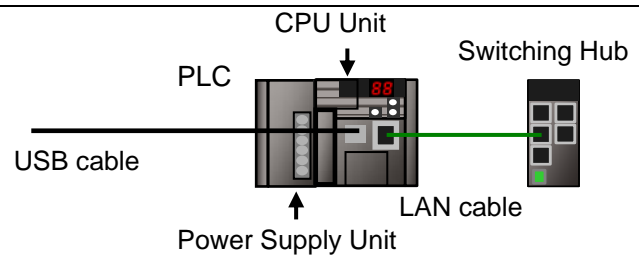 CPU Unit
Switching Hub
PLC
88
USB cable
LAN cable
Power Supply Unit